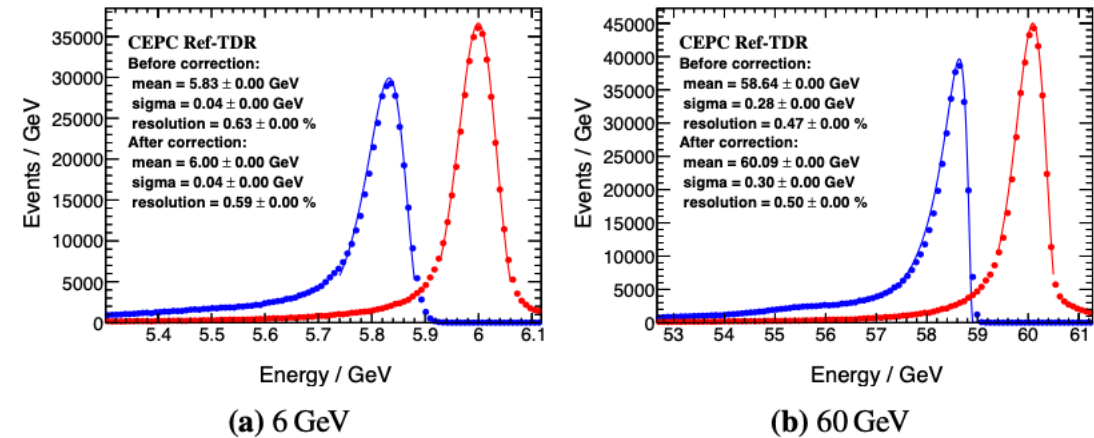 CEPC Ref-TDR
Before correction:
mean = 5.83 ± 0.00 GeV
sigma = 0.04 ± 0.00 GeV
resolution = 0.63 ± 0.00 %
After correction:
mean = 6.00 ± 0.00 GeV
sigma = 0.04 ± 0.00 GeV
resolution = 0.59 ± 0.00 %
Events / GeV
35000
30000
25000
20000
15000
10000
5000
0
5.4 5.5 5.6 5.7 5.8 5.9 6 6.1
Energy / GeV
(a) 6 GeV
CEPC Ref-TDR
Before correction:
mean = 58.64 ± 0.00 GeV
sigma = 0.28 ± 0.00 GeV
resolution = 0.47 ± 0.00 %
After correction:
mean = 60.09 ± 0.00 GeV
sigma = 0.30 ± 0.00 GeV
resolution = 0.50 ± 0.00 %
Events / GeV
45000
40000
35000
30000
25000
20000
15000
10000
5000
0
53 54 55 56 57 58 59 60 61
Energy / GeV
(b) 60 GeV